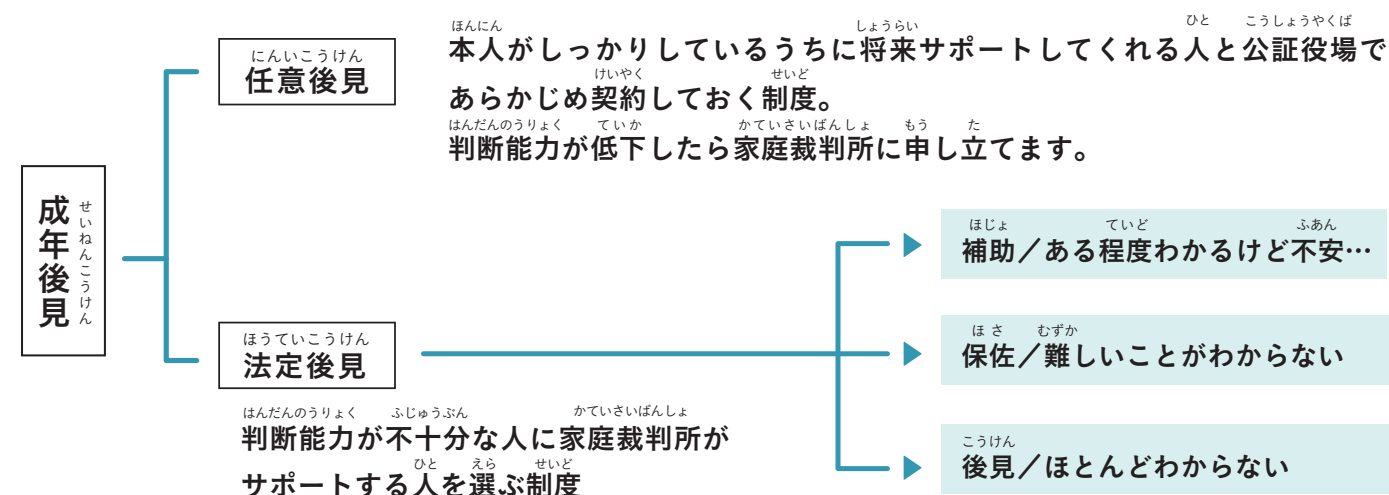 せいねんこうけん
成年後見
にんいこうけん
任意後見
ほんにん しょうらい ひと こうしょうやくば
本人がしっかりしているうちに将来サポートしてくれる人と公証役場で
けいやく せいど
あらかじめ契約しておく制度。
はんだんのうりょく ていか かていさいばんしょ もう た
判断能力が低下したら家庭裁判所に申し立てます。
ほうていこうけん
法定後見
はんだんのうりょく ふじゅうぶん かていさいばんしょ
判断能力が不十分な人に家庭裁判所が
ひと えら せいど
サポートする人を選ぶ制度
ほじょ ていど ふあん
補助／ある程度わかるけど不安…
ほさ むずか
保佐／難しいことがわからない
こうけん
後見／ほとんどわからない